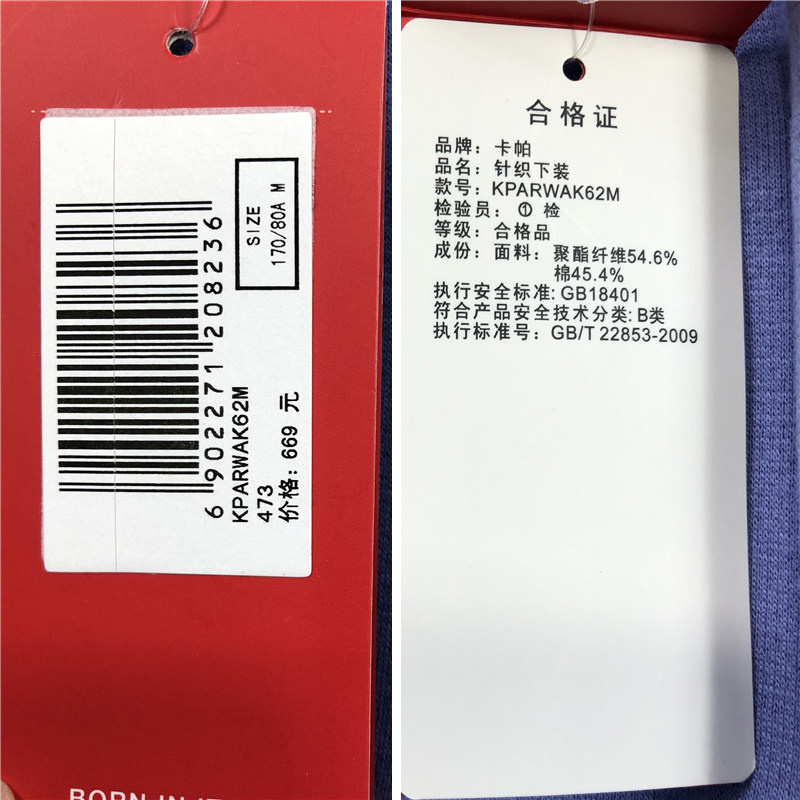 SIZE
170/80A M
6 902271 208236
KPARWAK62M
473
价格: 669 元
BORN IN IT
合格证
品牌: 卡帕
品名: 针织下装
款号: KPARWAK62M
检验员: ① 检
等级: 合格品
成份: 面料: 聚酯纤维54.6%
棉45.4%
执行安全标准: GB18401
符合产品安全技术分类: B类
执行标准号: GB/T 22853-2009